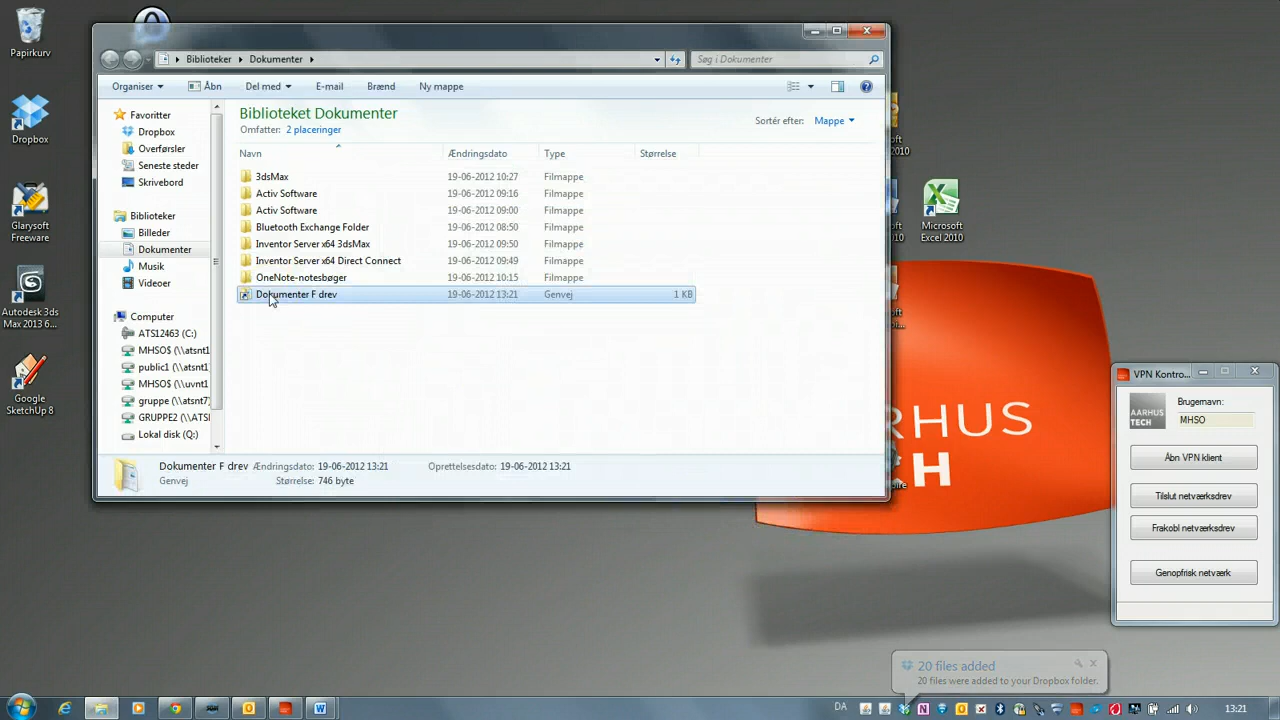 Papirkurv
Dropbox
Glarysoft
Freeware
Autodesk 3ds
Max 2013 6...
Google
SketchUp 8
Biblioteker
Dokumenter
Søg i Dokumenter
Organiser
Åbn
Del med
E-mail
Brænd
Ny mappe
Favoritter
Dropbox
Overførsler
Seneste steder
Skrivebord
Biblioteker
Billeder
Dokumenter
Musik
Videoer
Computer
ATS12463 (C:)
MHSO$ (\\atsnt1
public1 (\\atsnt1
MHSO$ (\\uvnt1
gruppe (\\atsnt7
GRUPPE2 (\\ATS
Lokal disk (Q:)
Biblioteket Dokumenter
Omfatter: 2 placeringer
Sortér efter: Mappe
Navn Ændringsdato Type Størrelse
3dsMax 19-06-2012 10:27 Filmappe
Activ Software 19-06-2012 09:16 Filmappe
Activ Software 19-06-2012 09:00 Filmappe
Bluetooth Exchange Folder 19-06-2012 08:50 Filmappe
Inventor Server x64 3dsMax 19-06-2012 09:50 Filmappe
Inventor Server x64 Direct Connect 19-06-2012 09:49 Filmappe
OneNote-notesbøger 19-06-2012 10:15 Filmappe
Dokumenter F drev 19-06-2012 13:21 Genvej 1 KB
Dokumenter F drev Ændringsdato: 19-06-2012 13:21 Oprettelsesdato: 19-06-2012 13:21
Genvej Størrelse: 746 byte
2010
Microsoft
Excel 2010
RHUS
H
VPN Kontro...
AARHUS
TECH
Brugernavn:
MHSO
Åbn VPN klient
Tilslut netværksdrev
Frakobl netværksdrev
Genopfrisk netværk
20 files added
20 files were added to your Dropbox folder.
DA
13:21